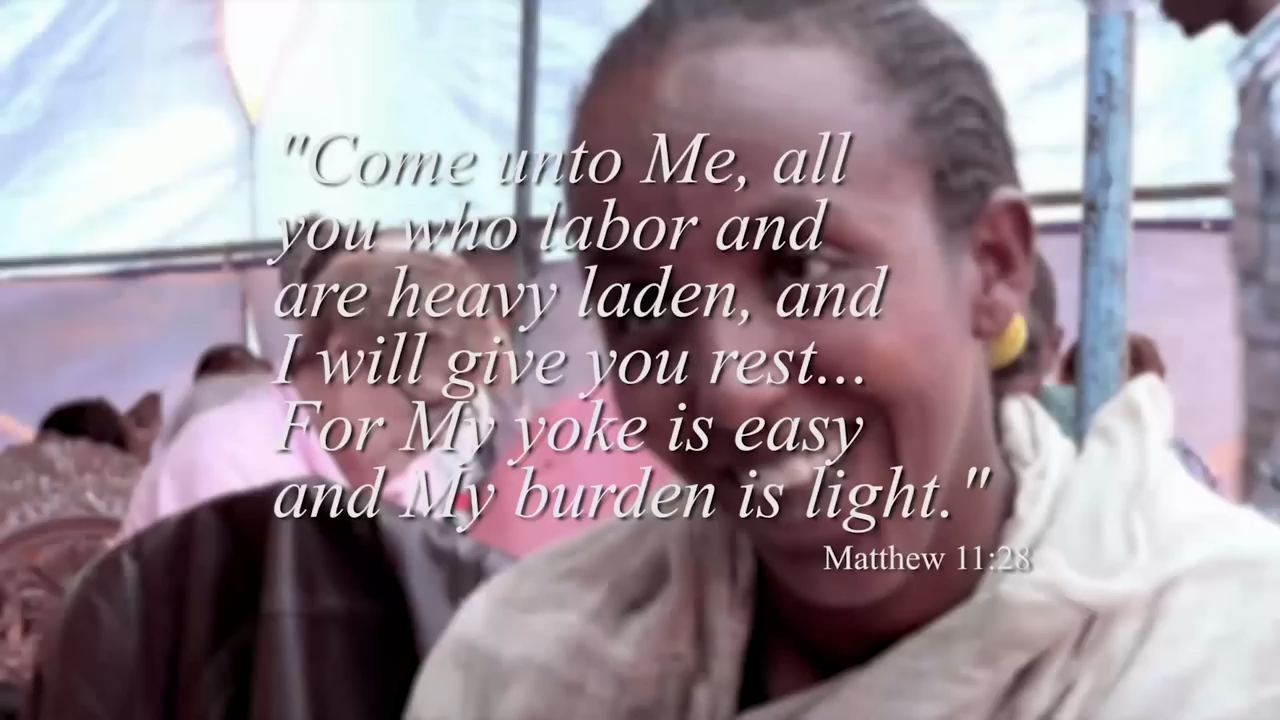 "Come unto Me, all
you who labor and
are heavy laden, and
I will give you rest...
For My yoke is easy
and My burden is light."
Matthew 11:28